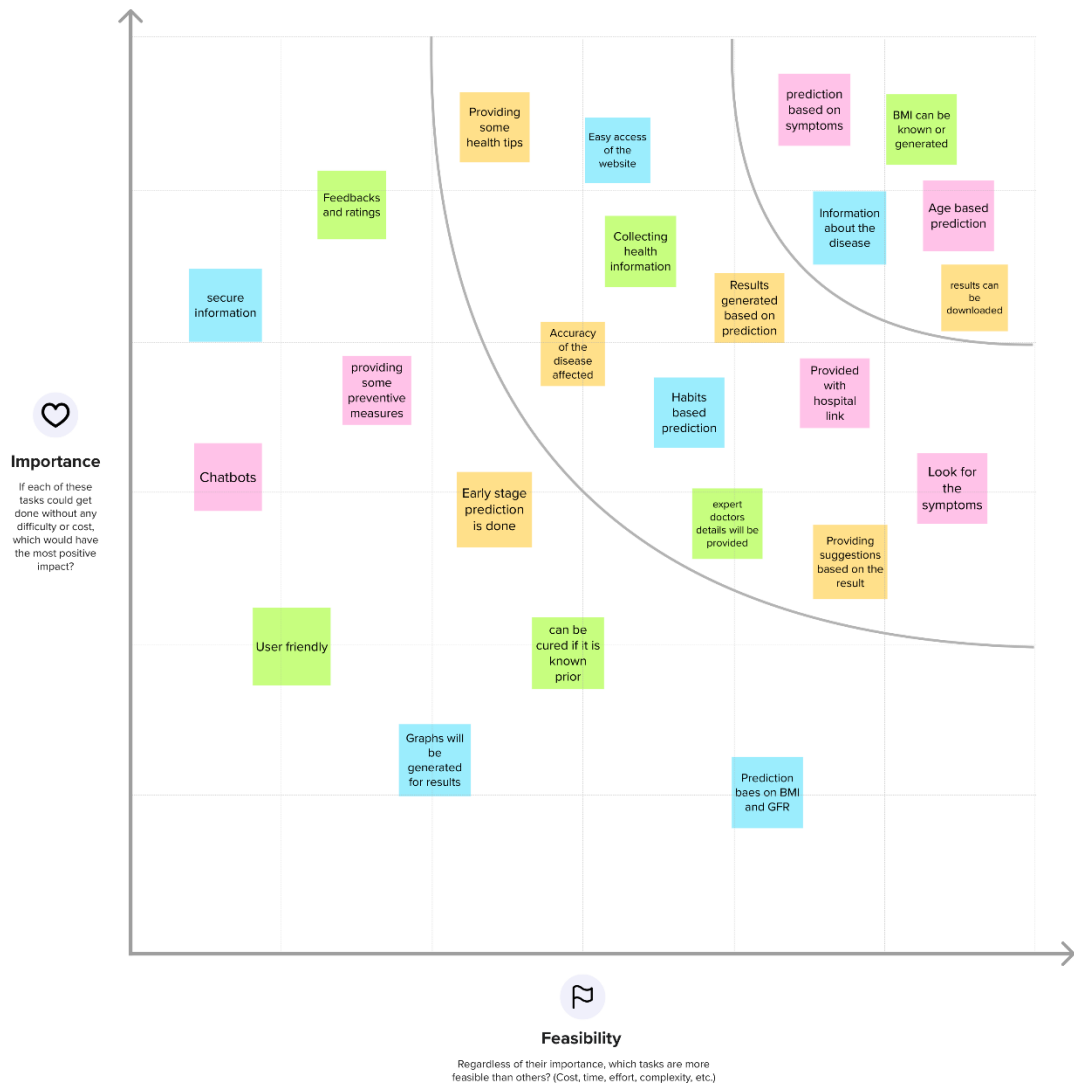 prediction
based on
symptoms
Providing
some
health tips
BMI can be
known or
generated
Easy access
of the
website
Feedbacks
and ratings
Information
about the
disease
Age based
prediction
Collecting
health
information
secure
information
Results
generated
based on
prediction
results can
be
downloaded
Accuracy
of the
disease
affected
providing
some
preventive
measures
Habits
based
prediction
Provided
with
hospital
link
Chatbots
Early stage
prediction
is done
Look for
the
symptoms
expert
doctors
details will be
provided
Providing
suggestions
based on the
result
User friendly
can be
cured if it is
known
prior
Graphs will
be
generated
for results
Prediction
baes on BMI
and GFR
Importance
If each of these
tasks could get
done without any
difficulty or cost,
which would have
the most positive
impact?
Feasibility
Regardless of their importance, which tasks are more
feasible than others? (Cost, time, effort, complexity, etc.)